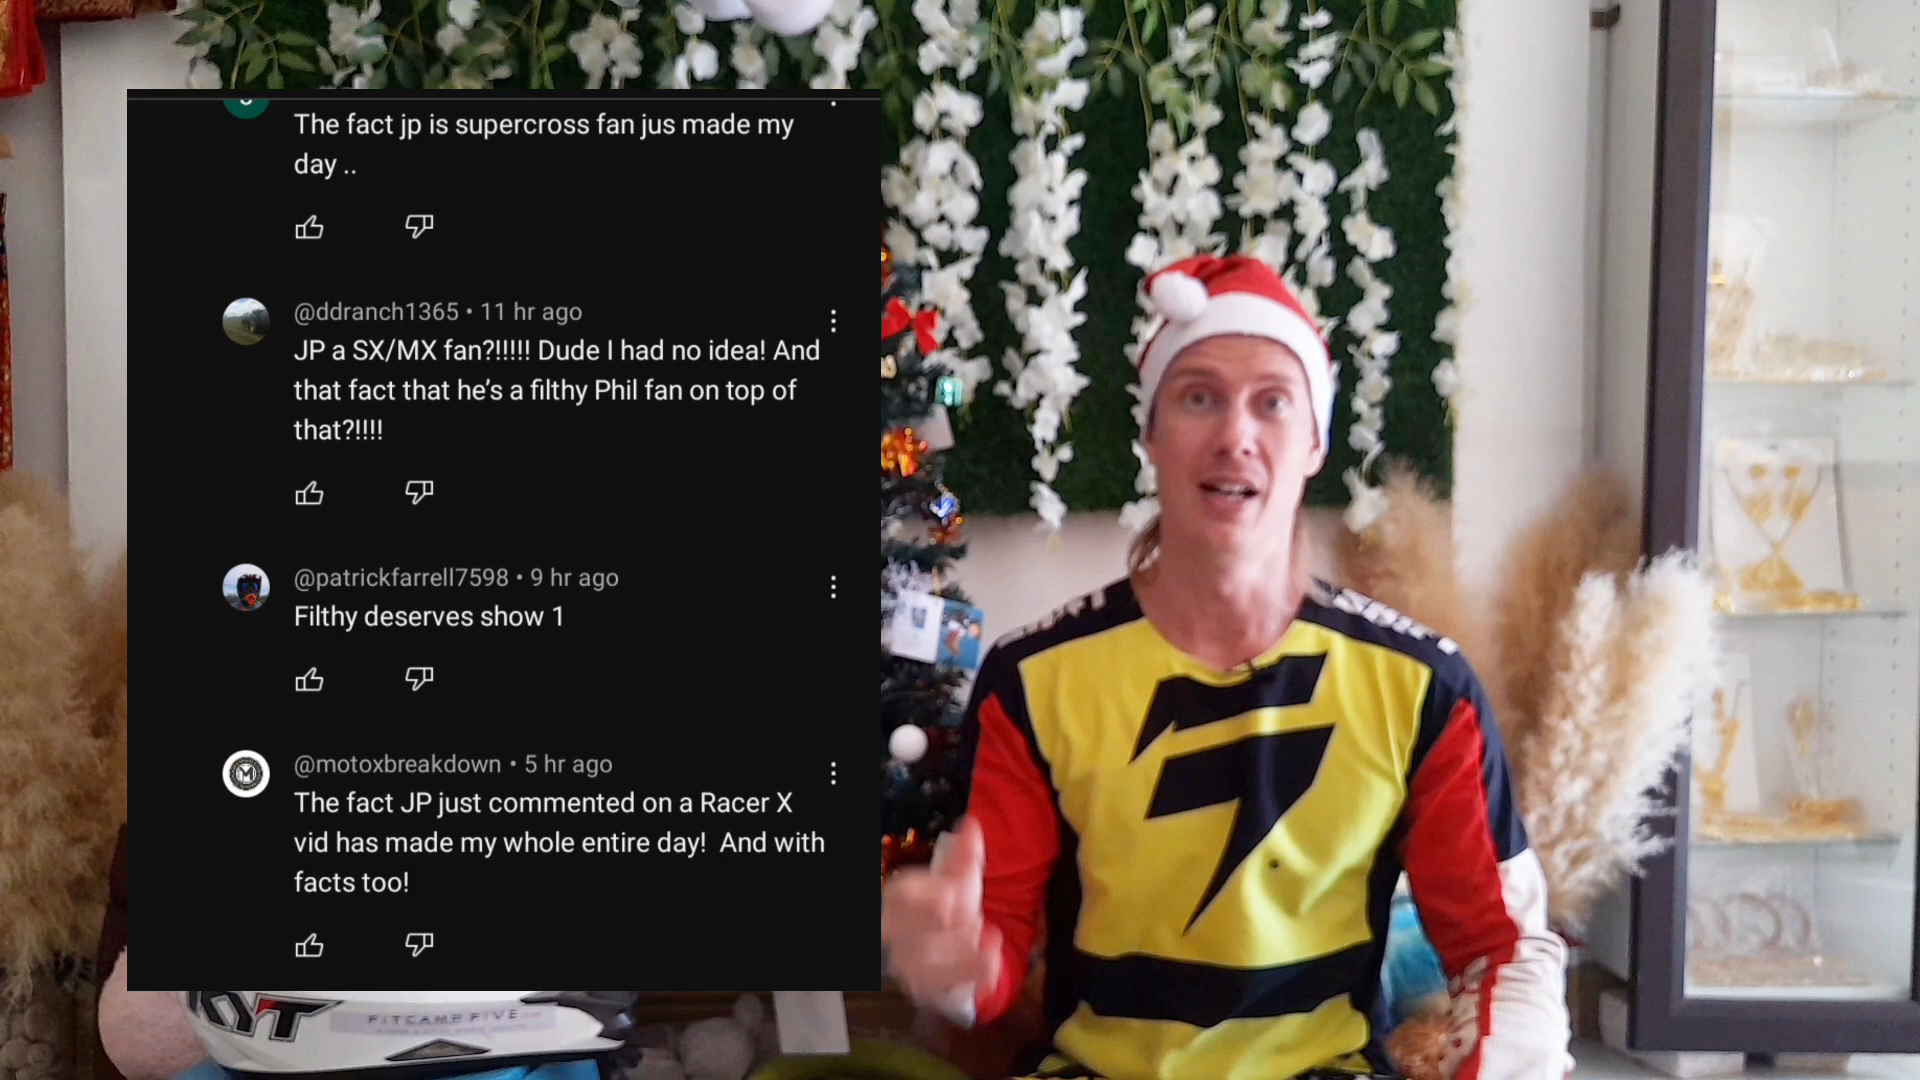 The fact jp is supercross fan jus made my
day ..
@ddranch1365 • 11 hr ago
JP a SX/MX fan?!!!!! Dude I had no idea! And
that fact that he's a filthy Phil fan on top of
that?!!!!
@patrickfarrell7598 • 9 hr ago
Filthy deserves show 1
@motoxbreakdown • 5 hr ago
The fact JP just commented on a Racer X
vid has made my whole entire day!  And with
facts too!
KYT
FITCAMP FIVE